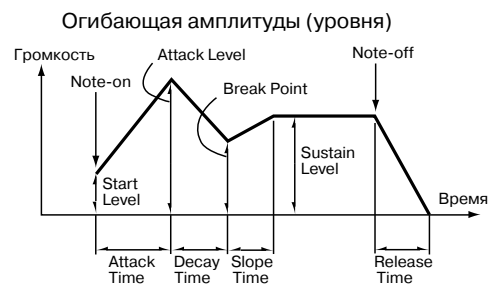 Огибающая амплитуды (уровня)
Громкость
Attack Level
Note-off
Note-on
Break Point
Start
Level
Sustain
Level
Время
Attack
Time
Decay
Time
Slope
Time
Release
Time